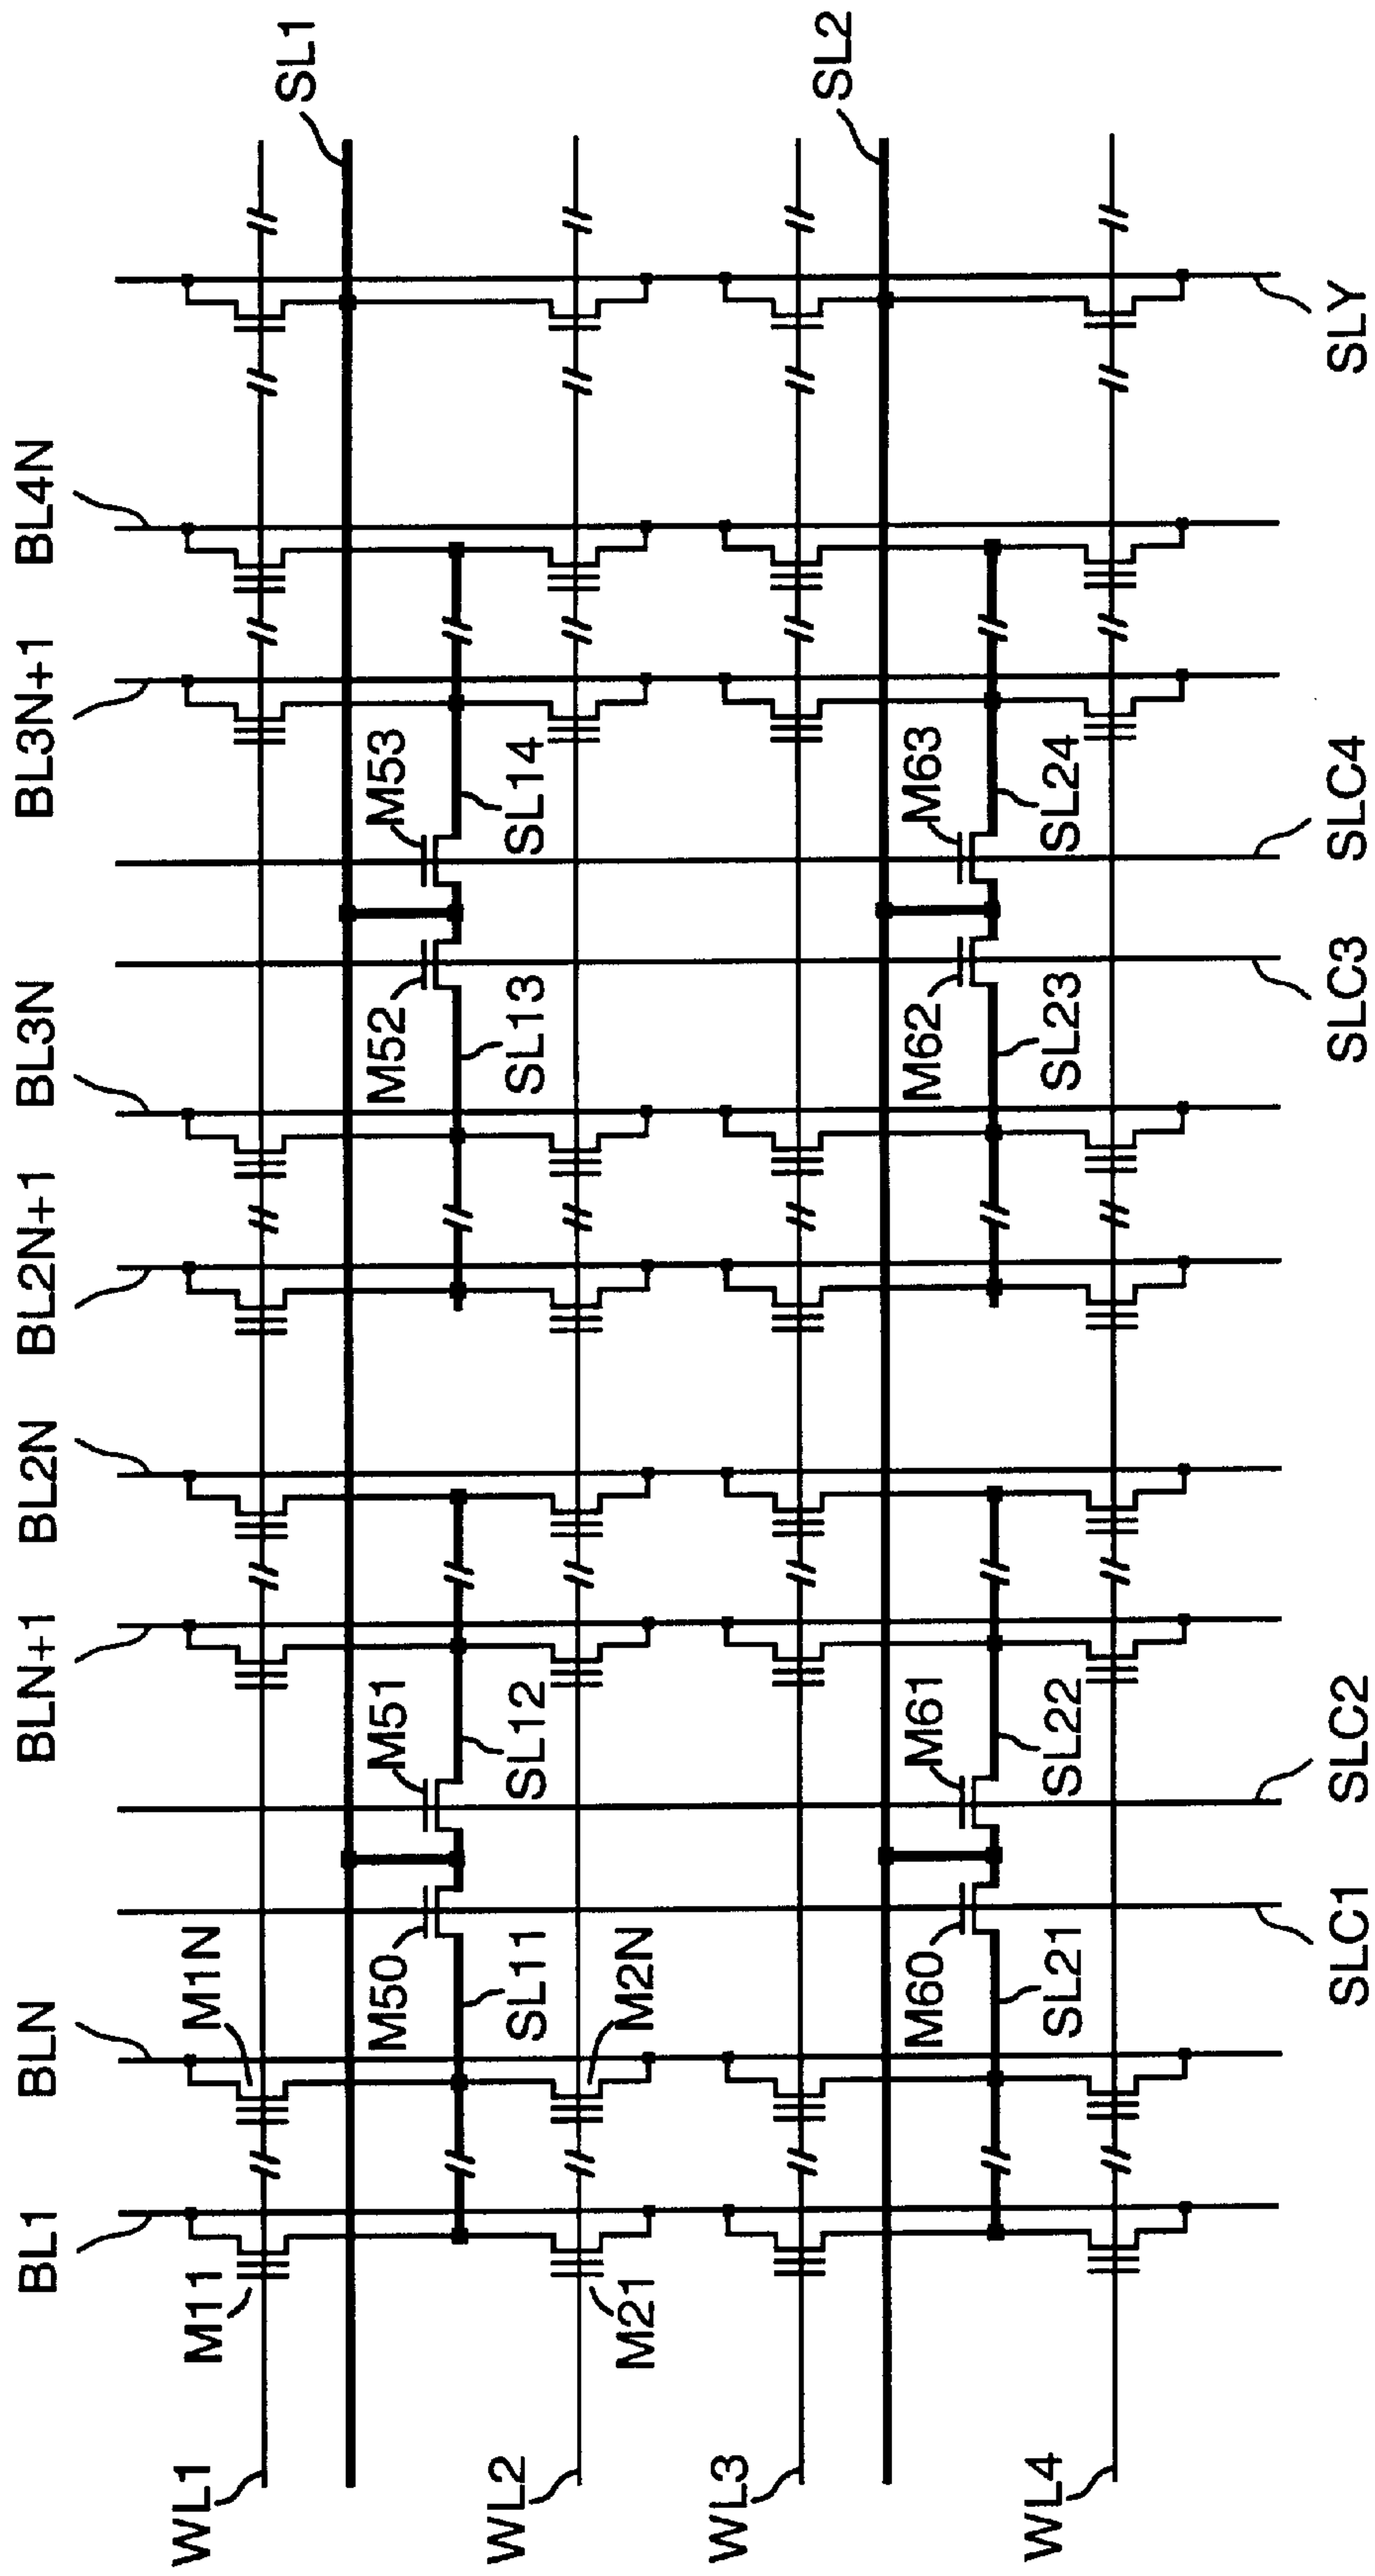 BL1
BLN
BLN+1
BL2N
BL2N+1
BL3N
BL3N+1
BL4N
M11
M1N
WL1
SL1
M50
M51
M52
M53
SL11
SL12
SL13
SL14
WL2
M21
M2N
WL3
SL2
M60
M61
M62
M63
SL21
SL22
SL23
SL24
WL4
SLC1
SLC2
SLC3
SLC4
SLY